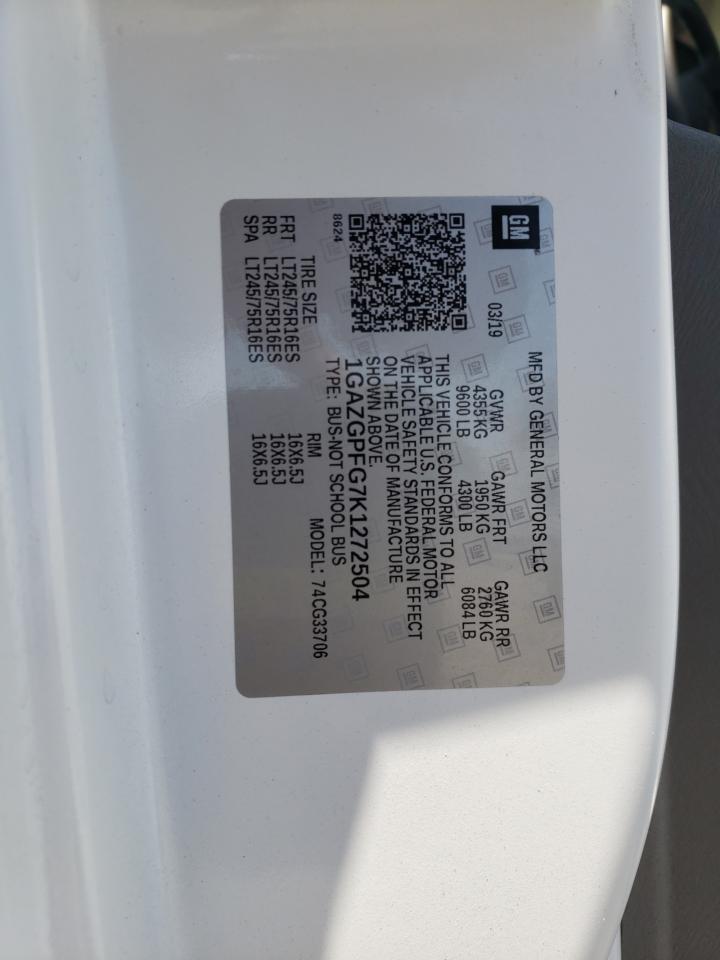 GM
MFD BY GENERAL MOTORS LLC
03/19
GVWR GAWR FRT GAWR RR
4355 KG 1950 KG 2760 KG
9600 LB 4300 LB 6084 LB
THIS VEHICLE CONFORMS TO ALL
APPLICABLE U.S. FEDERAL MOTOR
VEHICLE SAFETY STANDARDS IN EFFECT
ON THE DATE OF MANUFACTURE
SHOWN ABOVE.
1GAZGPFG7K1272504
8624
TYPE: BUS-NOT SCHOOL BUS
MODEL: 74CG33706
TIRE SIZE RIM
FRT LT245/75R16ES 16X6.5J
RR LT245/75R16ES 16X6.5J
SPA LT245/75R16ES 16X6.5J